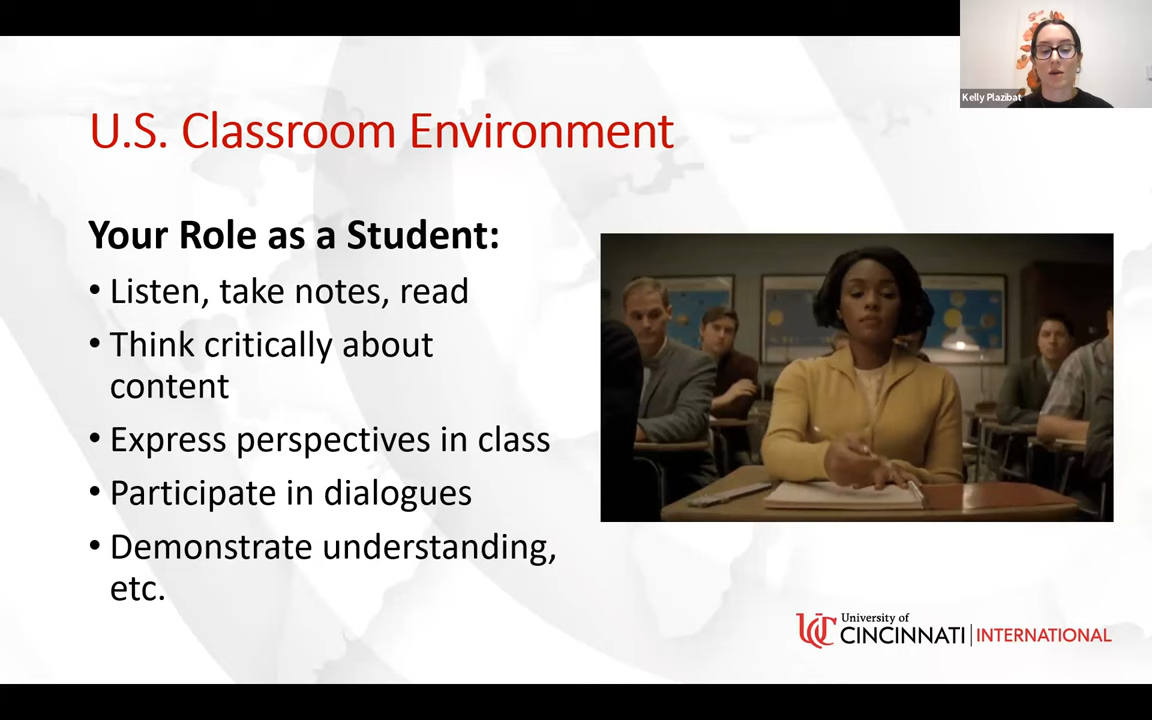 Kelly Plazibat
U.S. Classroom Environment
Your Role as a Student:
• Listen, take notes, read
• Think critically about
content
• Express perspectives in class
• Participate in dialogues
• Demonstrate understanding,
etc.
UC University of
CINCINNATI | INTERNATIONAL